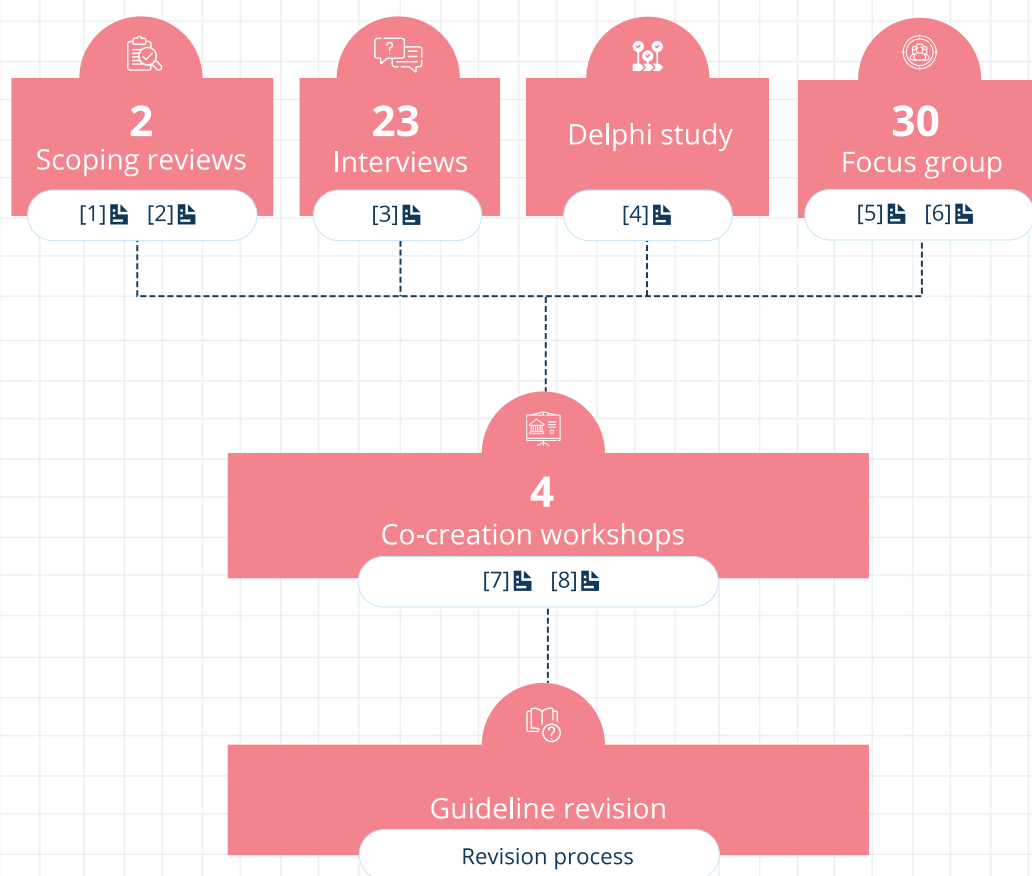 2
Scoping reviews
[1] [2]
23
Interviews
[3]
Delphi study
[4]
30
Focus group
[5] [6]
4
Co-creation workshops
[7] [8]
Guideline revision
Revision process